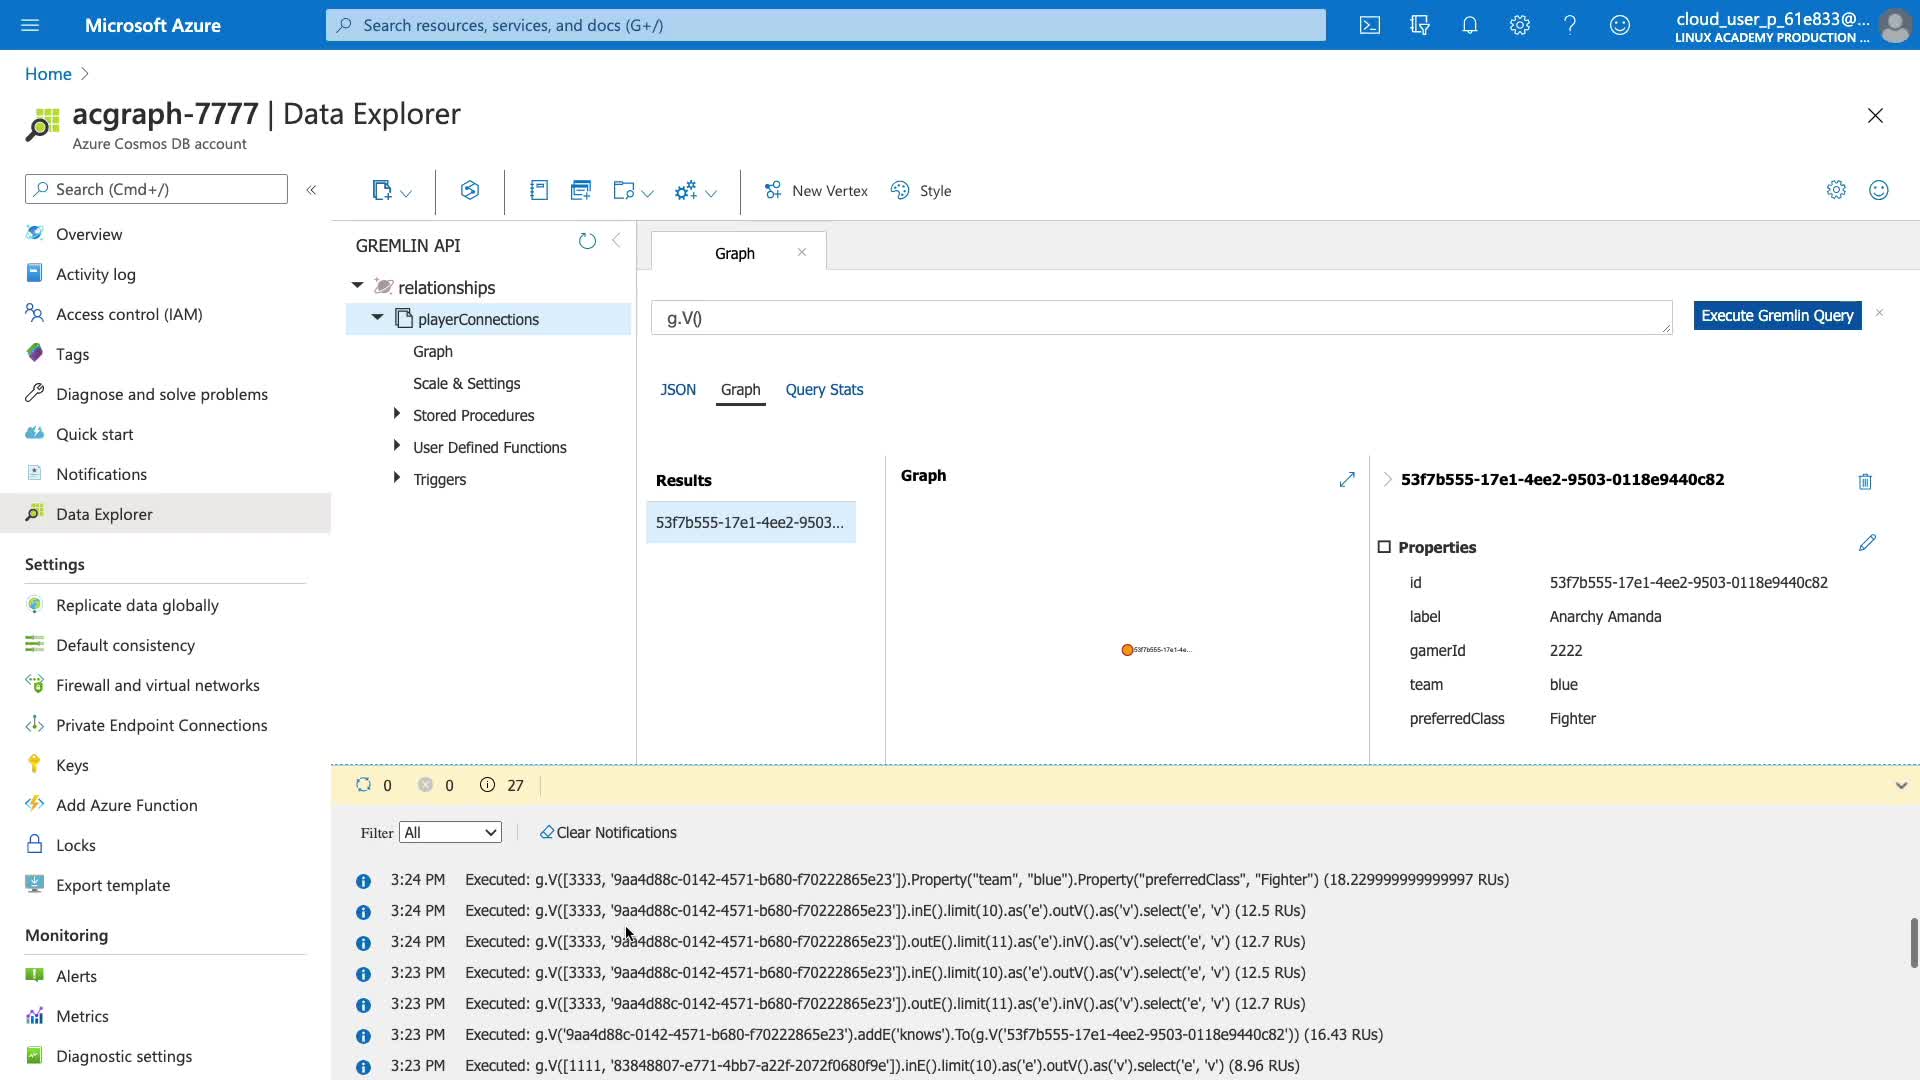 Microsoft Azure
Search resources, services, and docs (G+/)
cloud_user_p_61e833@...
LINUX ACADEMY PRODUCTION ...
Home
acgraph-7777 | Data Explorer
Azure Cosmos DB account
Search (Cmd+/)
«
New Vertex
Style
Overview
Activity log
Access control (IAM)
Tags
Diagnose and solve problems
Quick start
Notifications
Data Explorer
Settings
Replicate data globally
Default consistency
Firewall and virtual networks
Private Endpoint Connections
Keys
Add Azure Function
Locks
Export template
Monitoring
Alerts
Metrics
Diagnostic settings
GREMLIN API
relationships
playerConnections
Graph
Scale & Settings
Stored Procedures
User Defined Functions
Triggers
Graph
g.V()
Execute Gremlin Query
JSON
Graph
Query Stats
Results
53f7b555-17e1-4ee2-9503...
Graph
53f7b555-17e1-4e...
53f7b555-17e1-4ee2-9503-0118e9440c82
Properties
id 53f7b555-17e1-4ee2-9503-0118e9440c82
label Anarchy Amanda
gamerId 2222
team blue
preferredClass Fighter
0 0 27
Filter All Clear Notifications
3:24 PM Executed: g.V([3333, '9aa4d88c-0142-4571-b680-f70222865e23']).Property("team", "blue").Property("preferredClass", "Fighter") (18.229999999999997 RUs)
3:24 PM Executed: g.V([3333, '9aa4d88c-0142-4571-b680-f70222865e23']).inE().limit(10).as('e').outV().as('v').select('e', 'v') (12.5 RUs)
3:24 PM Executed: g.V([3333, '9aa4d88c-0142-4571-b680-f70222865e23']).outE().limit(11).as('e').inV().as('v').select('e', 'v') (12.7 RUs)
3:23 PM Executed: g.V([3333, '9aa4d88c-0142-4571-b680-f70222865e23']).inE().limit(10).as('e').outV().as('v').select('e', 'v') (12.5 RUs)
3:23 PM Executed: g.V([3333, '9aa4d88c-0142-4571-b680-f70222865e23']).outE().limit(11).as('e').inV().as('v').select('e', 'v') (12.7 RUs)
3:23 PM Executed: g.V('9aa4d88c-0142-4571-b680-f70222865e23').addE('knows').To(g.V('53f7b555-17e1-4ee2-9503-0118e9440c82')) (16.43 RUs)
3:23 PM Executed: g.V([1111, '83848807-e771-4bb7-a22f-2072f0680f9e']).inE().limit(10).as('e').outV().as('v').select('e', 'v') (8.96 RUs)